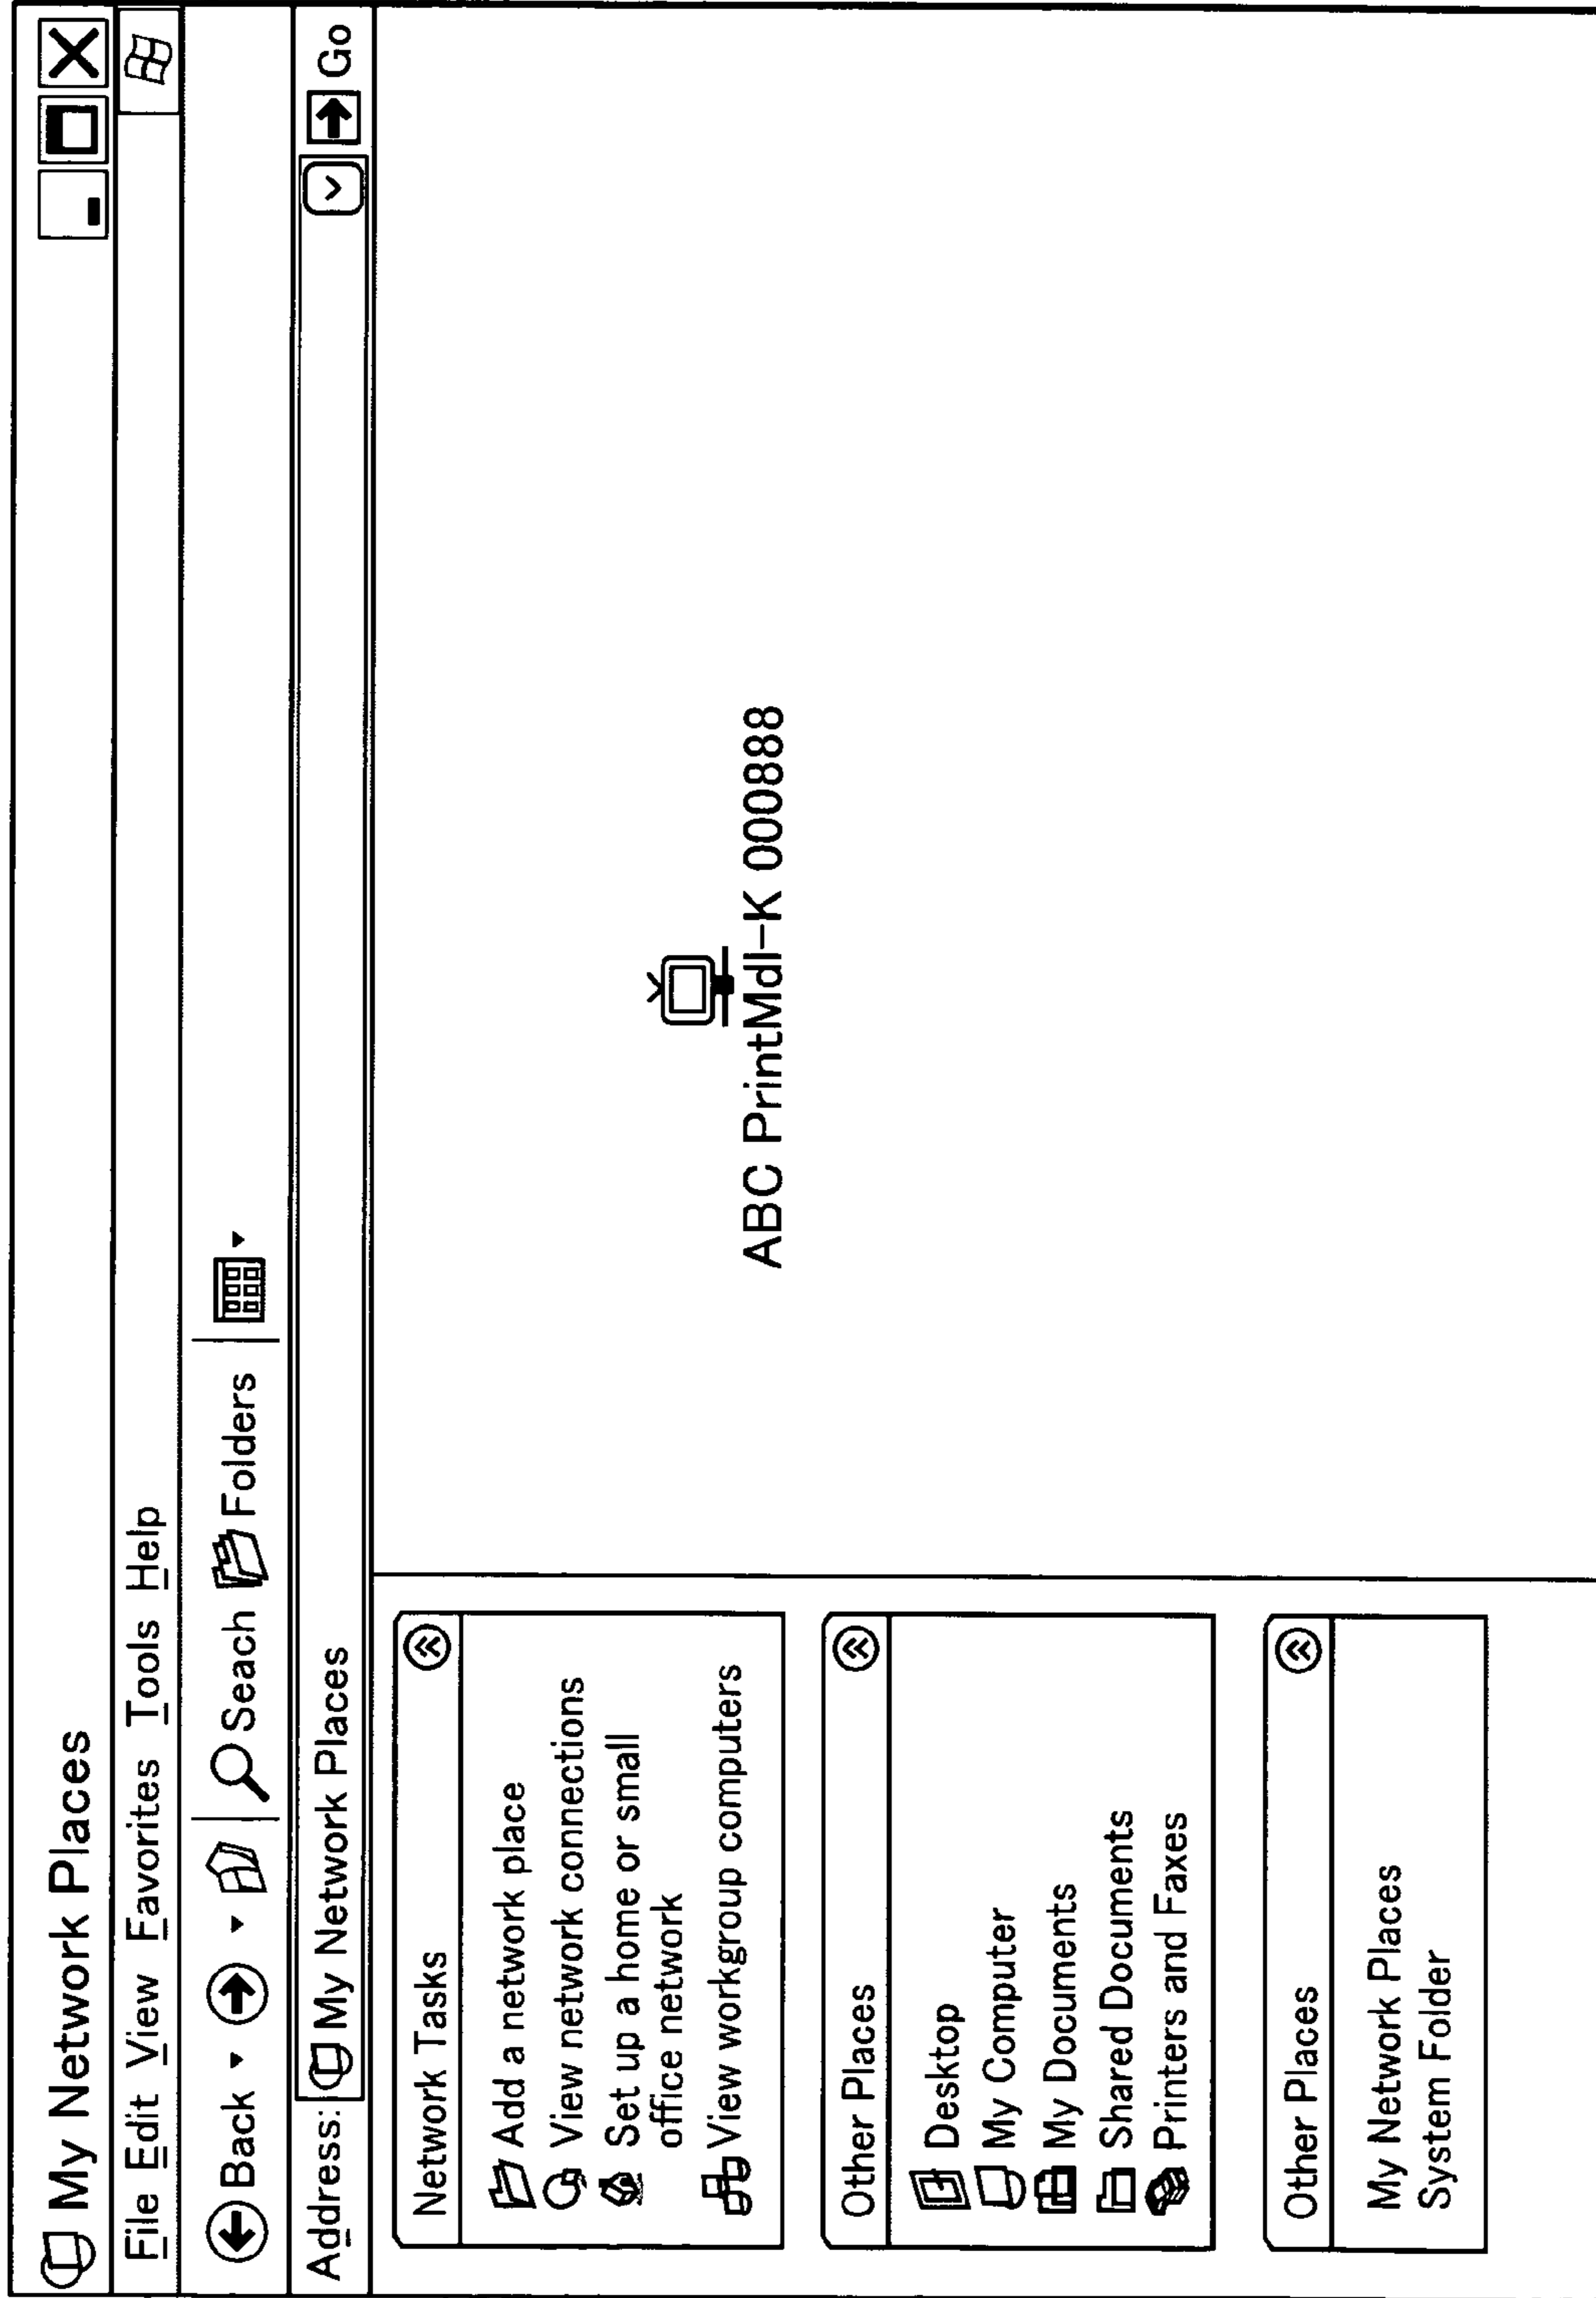 My Network Places
File Edit View Favorites Tools Help
Back Seach Folders
Address: My Network Places Go
Network Tasks
Add a network place
View network connections
Set up a home or small
office network
View workgroup computers
Other Places
Desktop
My Computer
My Documents
Shared Documents
Printers and Faxes
Other Places
My Network Places
System Folder
ABC PrintMdl-K 000888